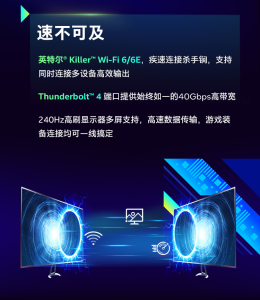 速不可及
英特尔® Killer™ Wi-Fi 6/6E，疾速连接杀手锏，支持
同时连接多设备高效输出
Thunderbolt™ 4 端口提供始终如一的40Gbps高带宽
240Hz高刷显示器多屏支持，高速数据传输，游戏装
备连接均可一线搞定